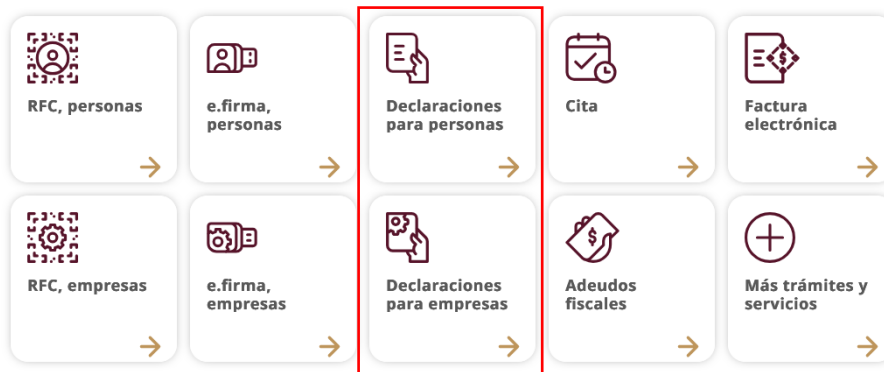 RFC, personas
e.firma,
personas
Declaraciones
para personas
Cita
Factura
electrónica
RFC, empresas
e.firma,
empresas
Declaraciones
para empresas
Adeudos
fiscales
Más trámites y
servicios